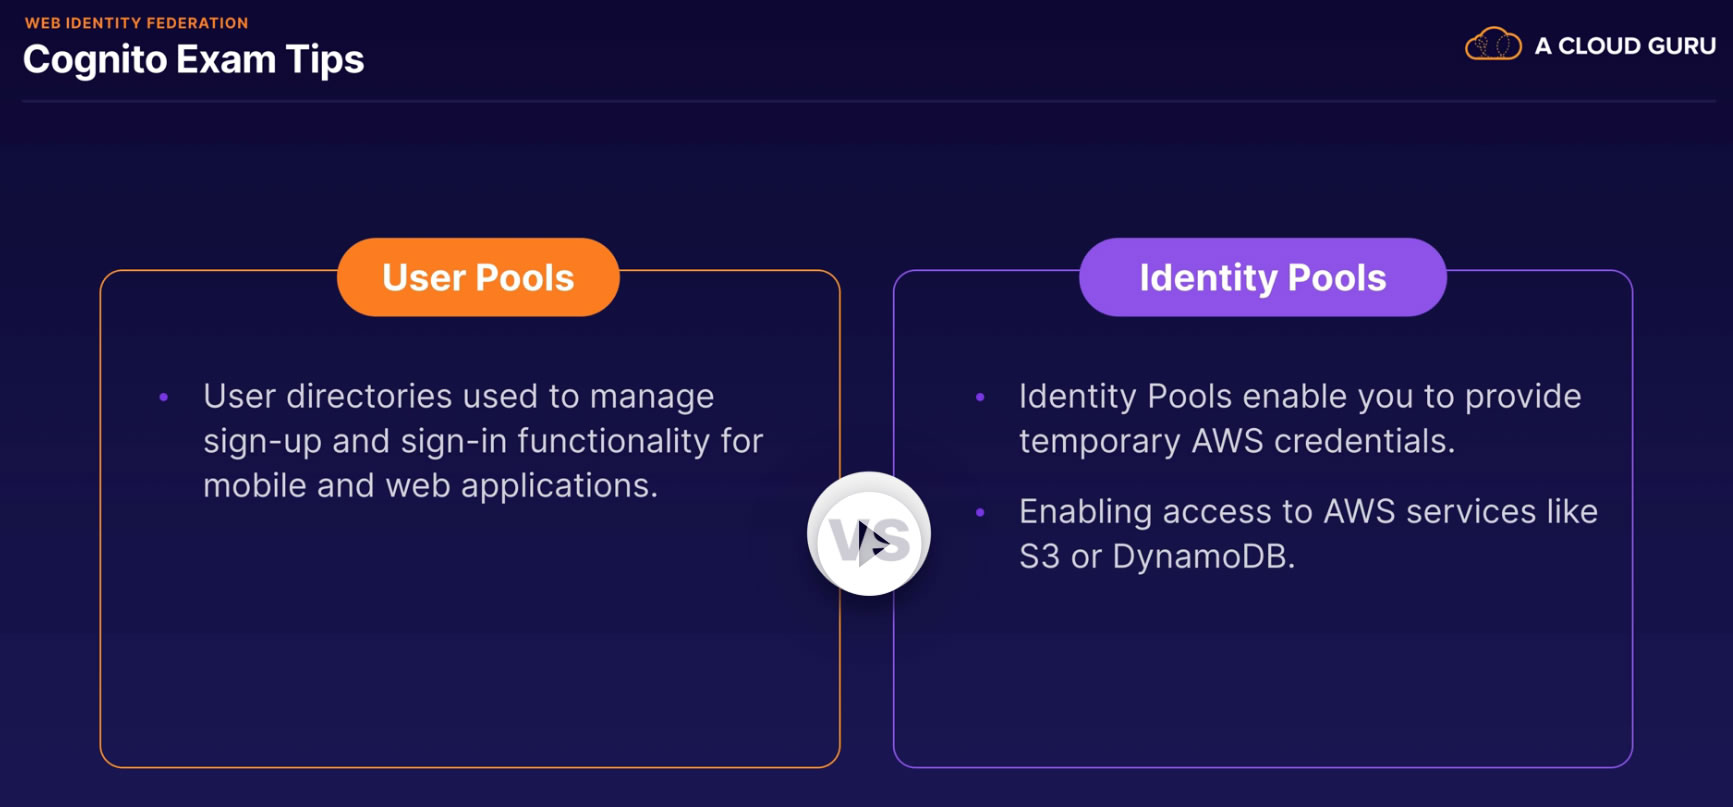 WEB IDENTITY FEDERATION
Cognito Exam Tips
A CLOUD GURU
User Pools
• User directories used to manage
sign-up and sign-in functionality for
mobile and web applications.
VS
Identity Pools
• Identity Pools enable you to provide
temporary AWS credentials.
• Enabling access to AWS services like
S3 or DynamoDB.